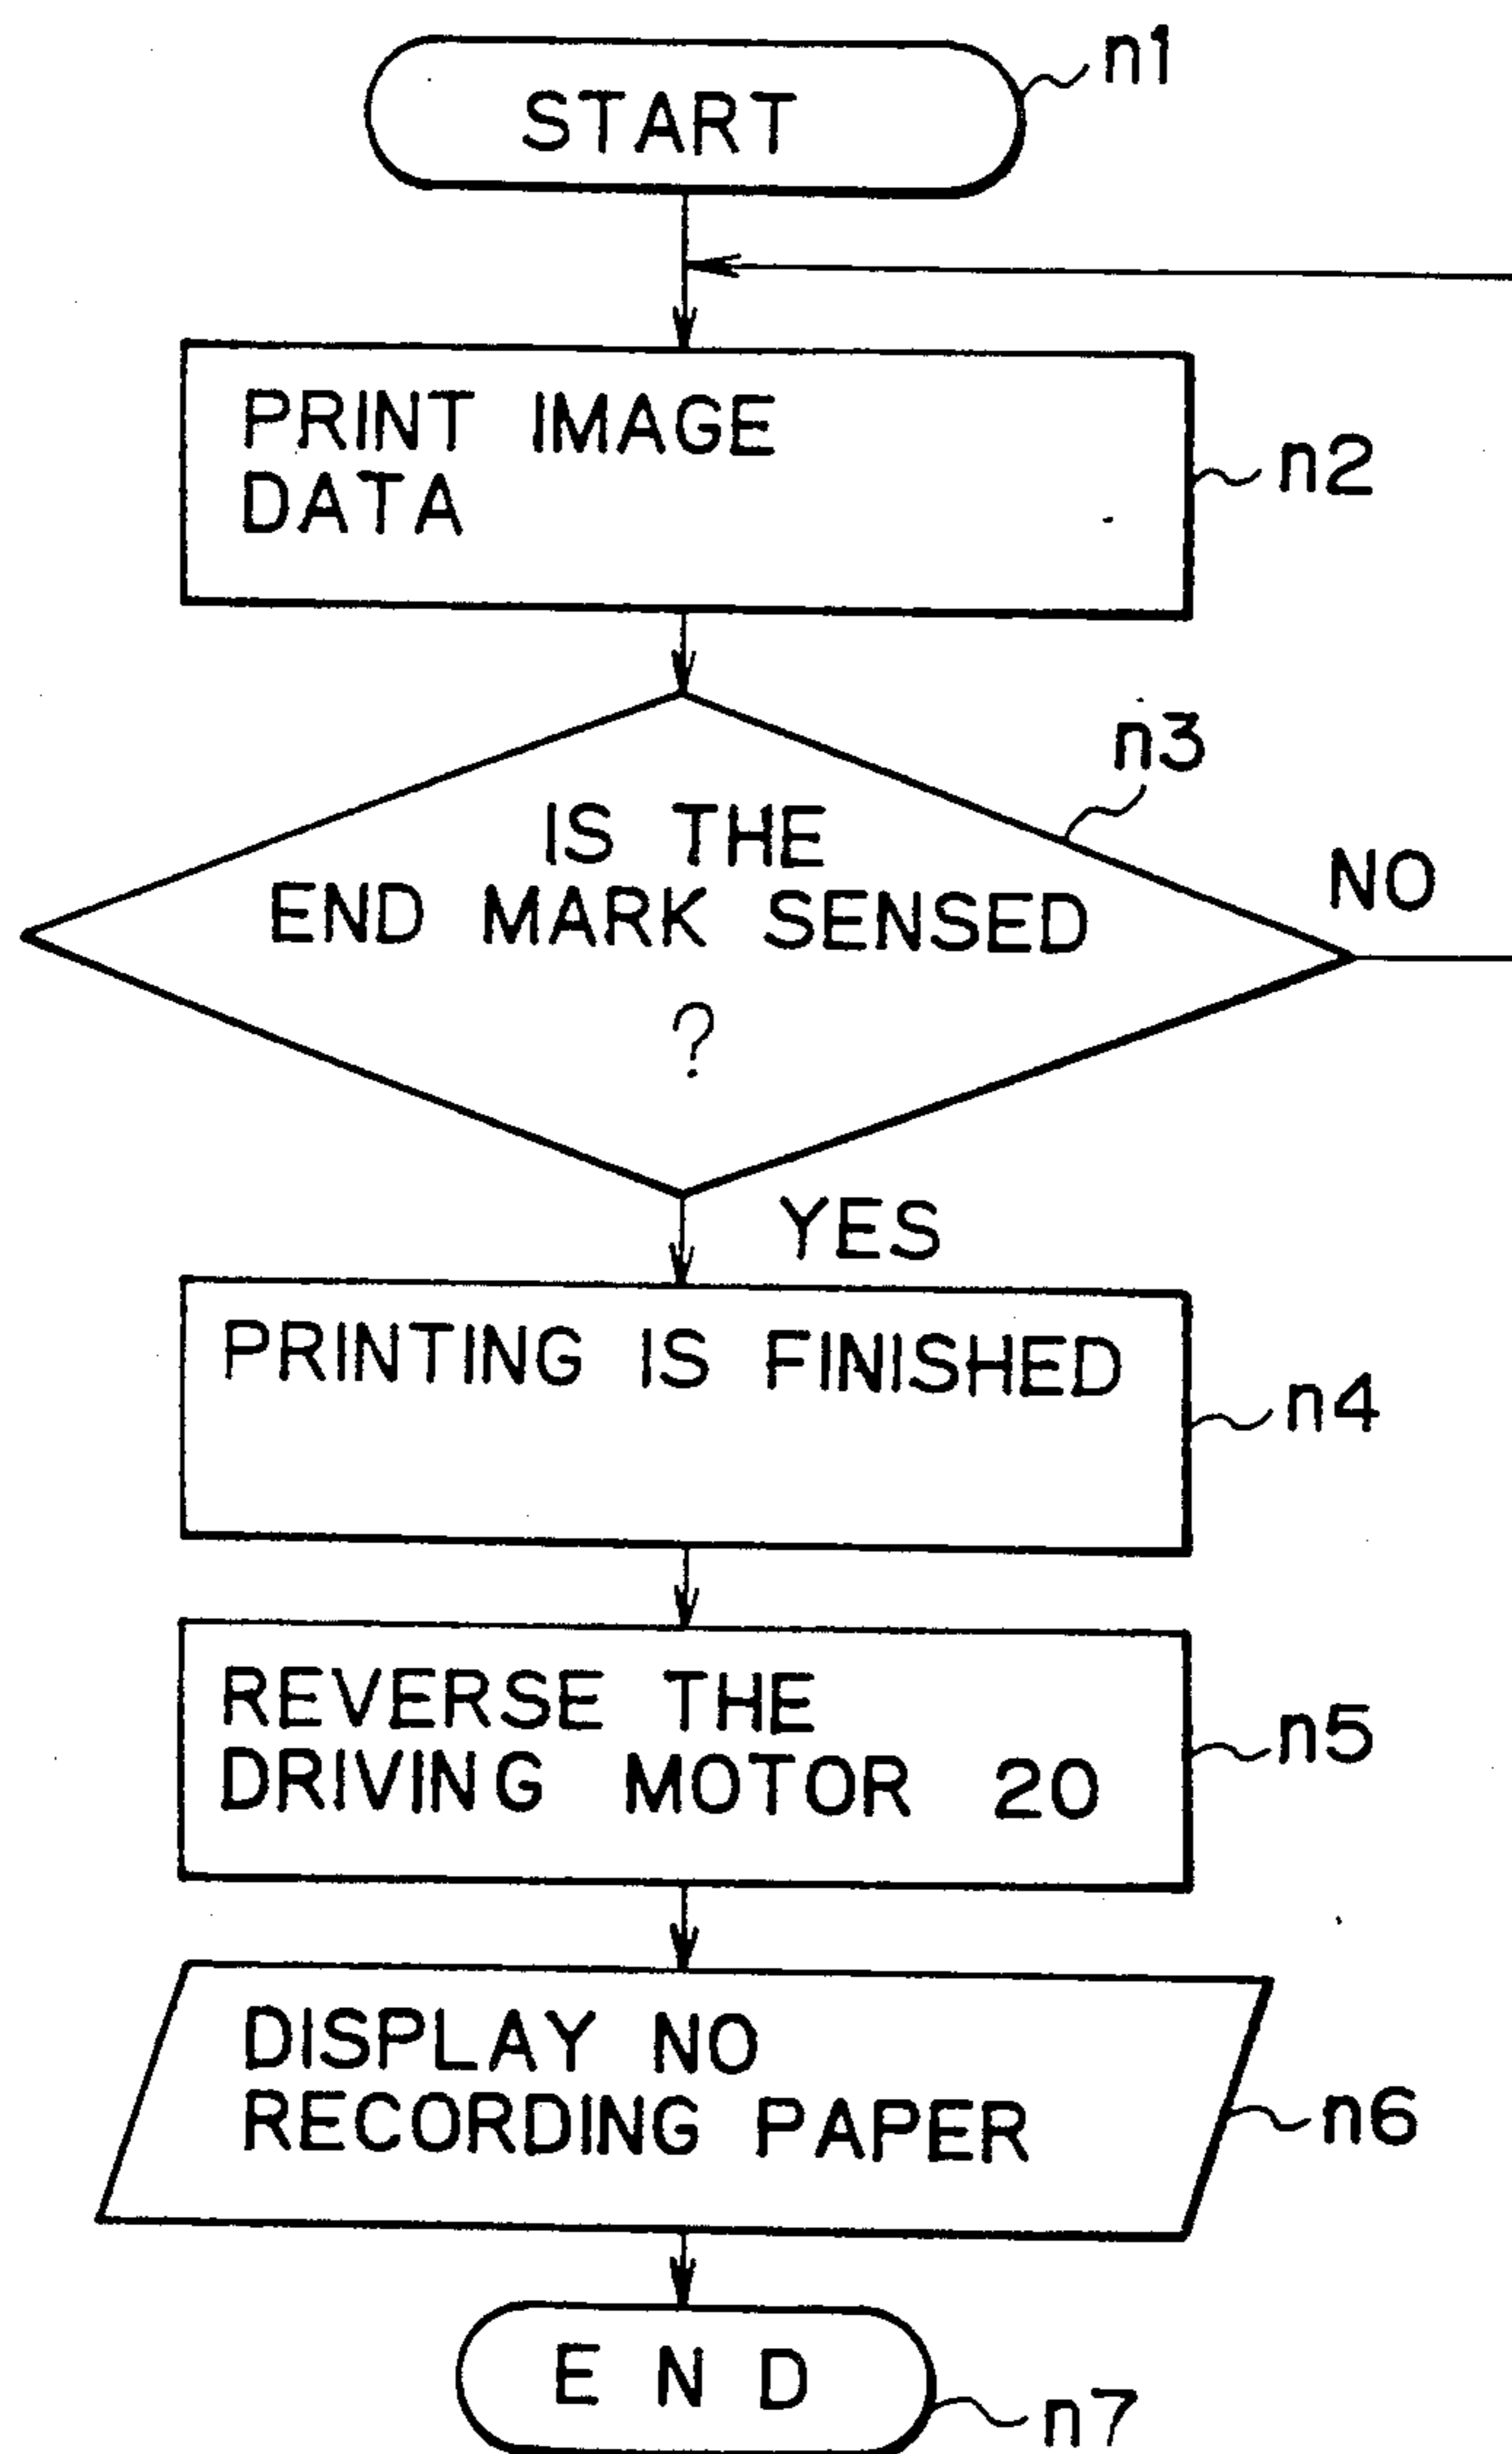 START
n1
PRINT IMAGE
DATA
n2
n3
IS THE
END MARK SENSED
?
NO
YES
PRINTING IS FINISHED
n4
REVERSE THE
DRIVING MOTOR 20
n5
DISPLAY NO
RECORDING PAPER
n6
END
n7